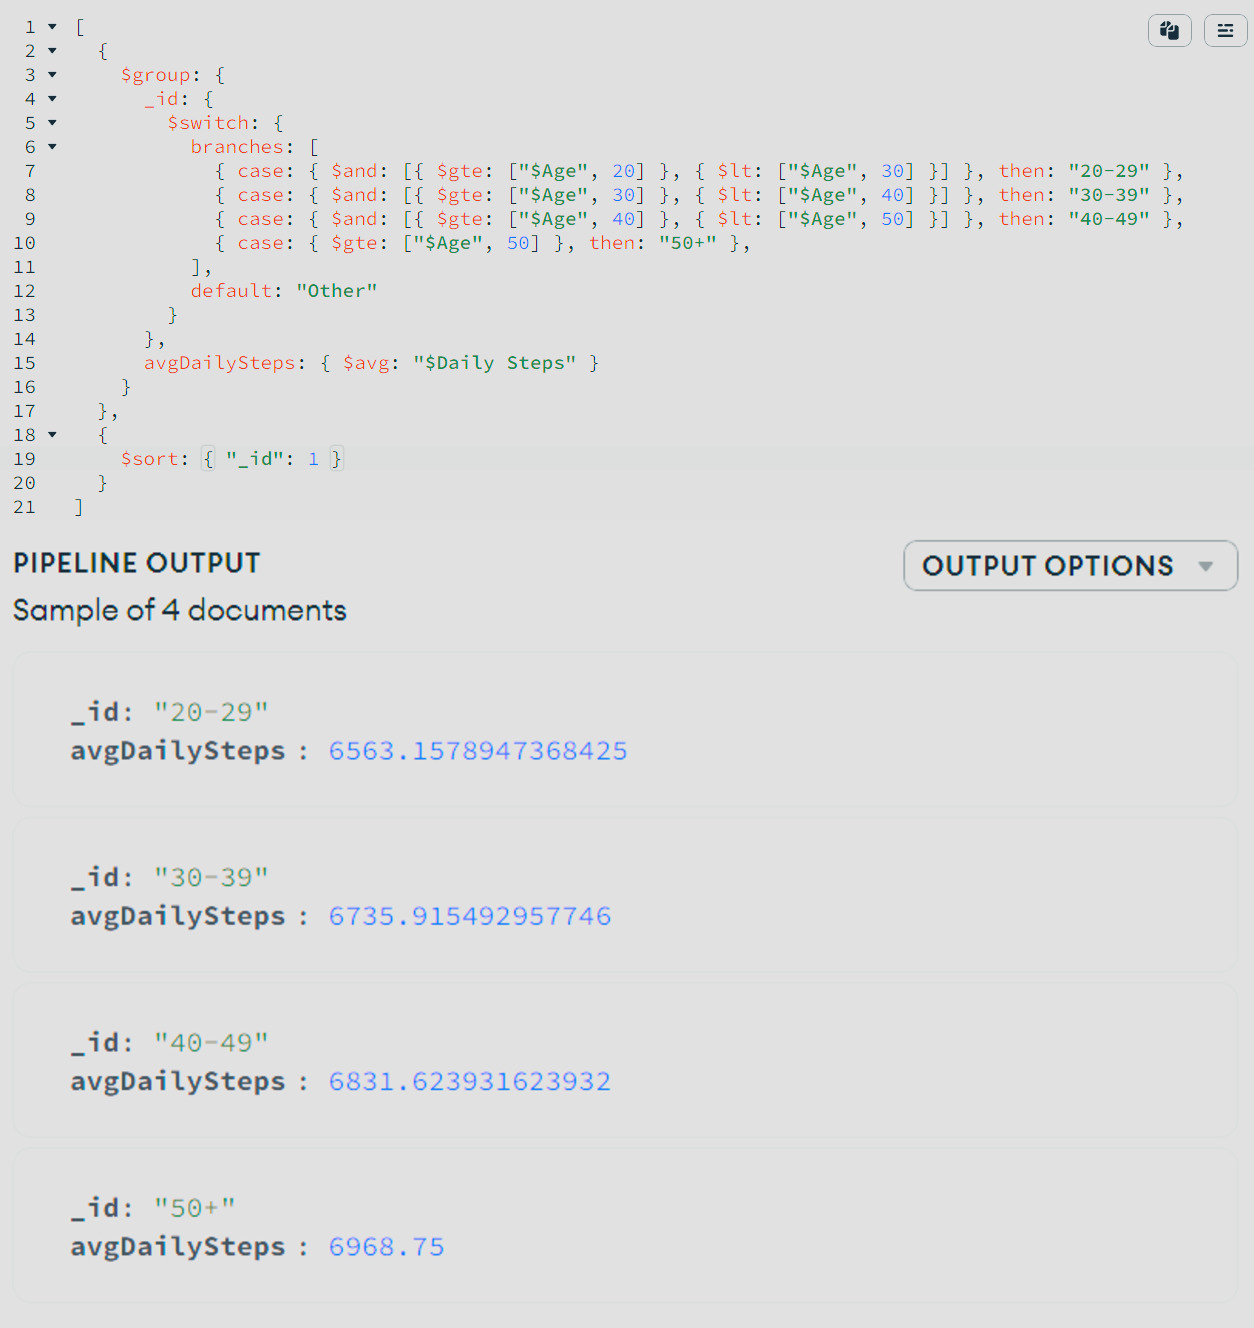 1 [
2 {
3 $group: {
4 _id: {
5 $switch: {
6 branches: [
7 { case: { $and: [{ $gte: ["$Age", 20] }, { $lt: ["$Age", 30] }] }, then: "20-29" },
8 { case: { $and: [{ $gte: ["$Age", 30] }, { $lt: ["$Age", 40] }] }, then: "30-39" },
9 { case: { $and: [{ $gte: ["$Age", 40] }, { $lt: ["$Age", 50] }] }, then: "40-49" },
10 { case: { $gte: ["$Age", 50] }, then: "50+" },
11 ],
12 default: "Other"
13 }
14 },
15 avgDailySteps: { $avg: "$Daily Steps" }
16 }
17 },
18 {
19 $sort: { "_id": 1 }
20 }
21 ]
PIPELINE OUTPUT
OUTPUT OPTIONS
Sample of 4 documents
_id: "20-29"
avgDailySteps : 6563.1578947368425
_id: "30-39"
avgDailySteps : 6735.915492957746
_id: "40-49"
avgDailySteps : 6831.623931623932
_id: "50+"
avgDailySteps : 6968.75